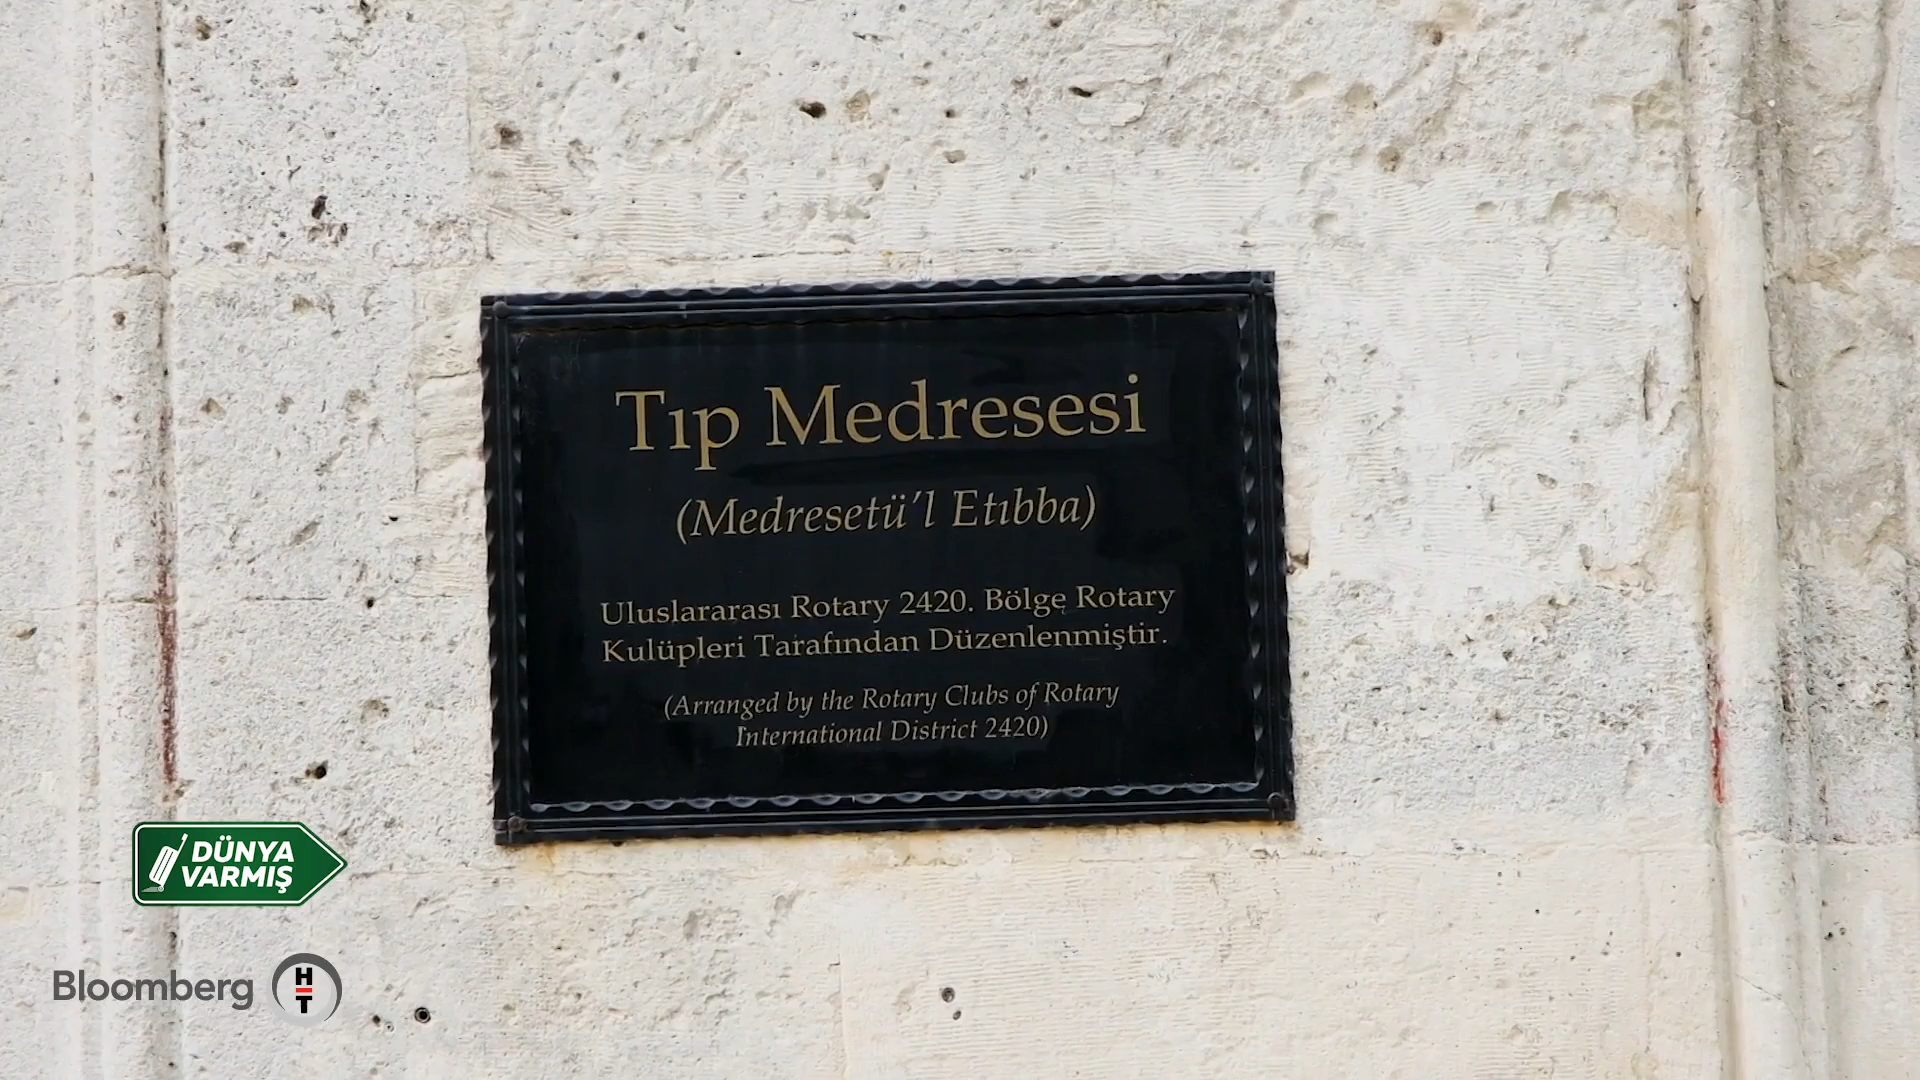 Tıp Medresesi
(Medresetü'l Etıbba)
Uluslararası Rotary 2420. Bölge Rotary
Kulüpleri Tarafından Düzenlenmiştir.
(Arranged by the Rotary Clubs of Rotary
International District 2420)
DÜNYA
VARMIŞ
Bloomberg HT